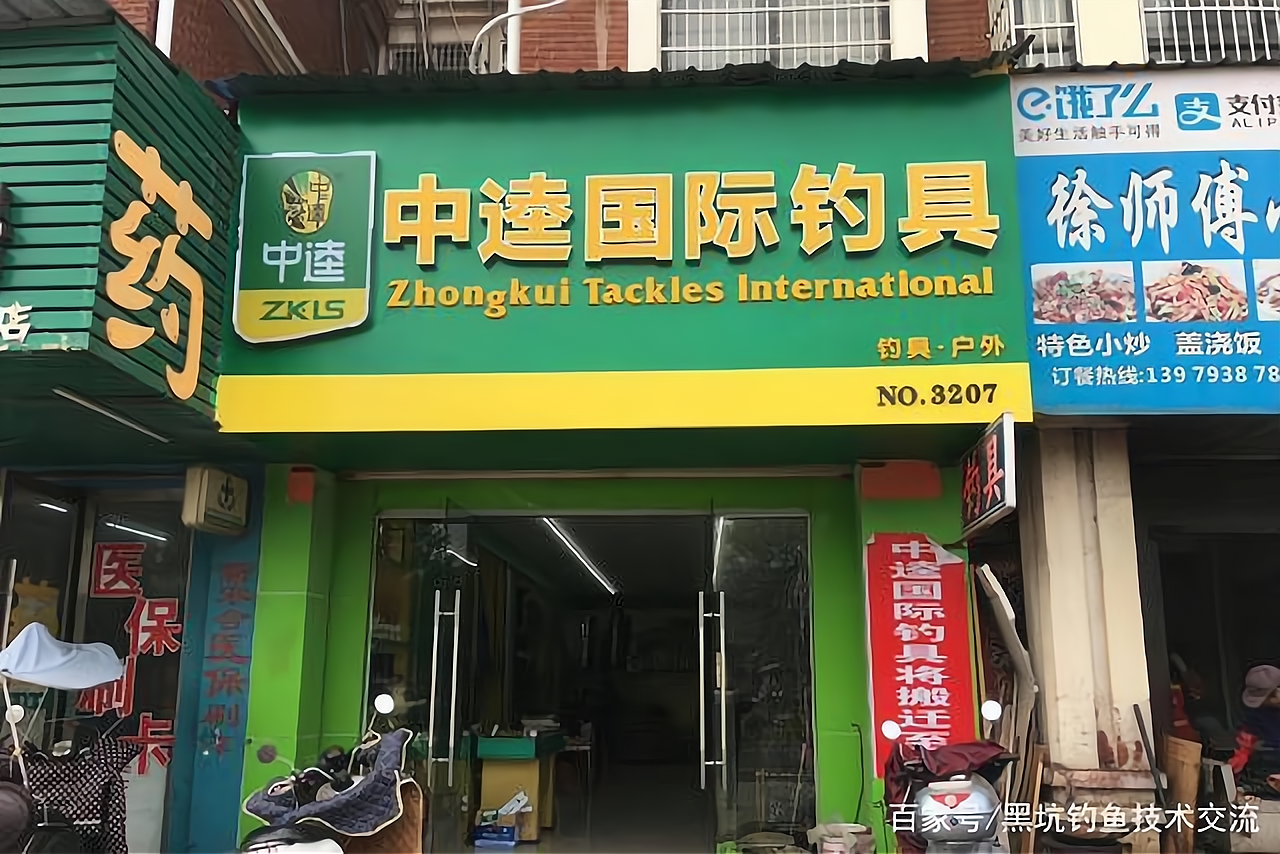 药
店
中逵
ZKLS
中逵国际钓具
Zhongkui Tackles International
钓具·户外
NO.3207
饿了么
美好生活触手可得
支付
ALIP
徐师傅
特色小炒 盖浇饭
订餐热线:139 7938 78
钓具
医保刷卡
中逵国际钓具将搬迁至
百家号/黑坑钓鱼技术交流